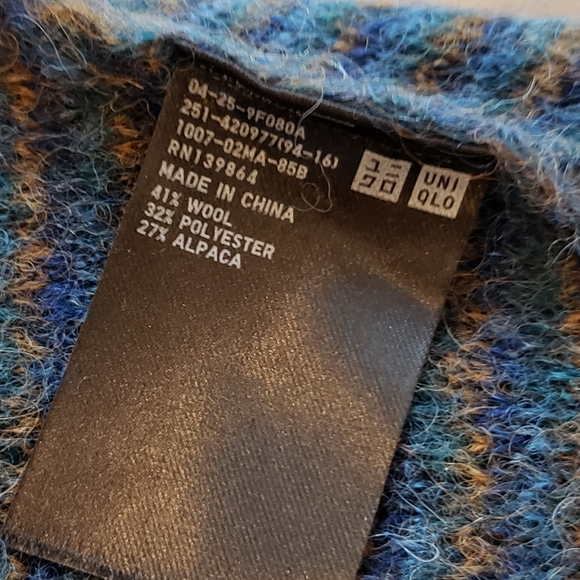 04-25-9F080A
251-420977(94-16)
1007-02MA-85B
RN139864
MADE IN CHINA
41% WOOL
32% POLYESTER
27% ALPACA
ユニ
クロ
UNI
QLO